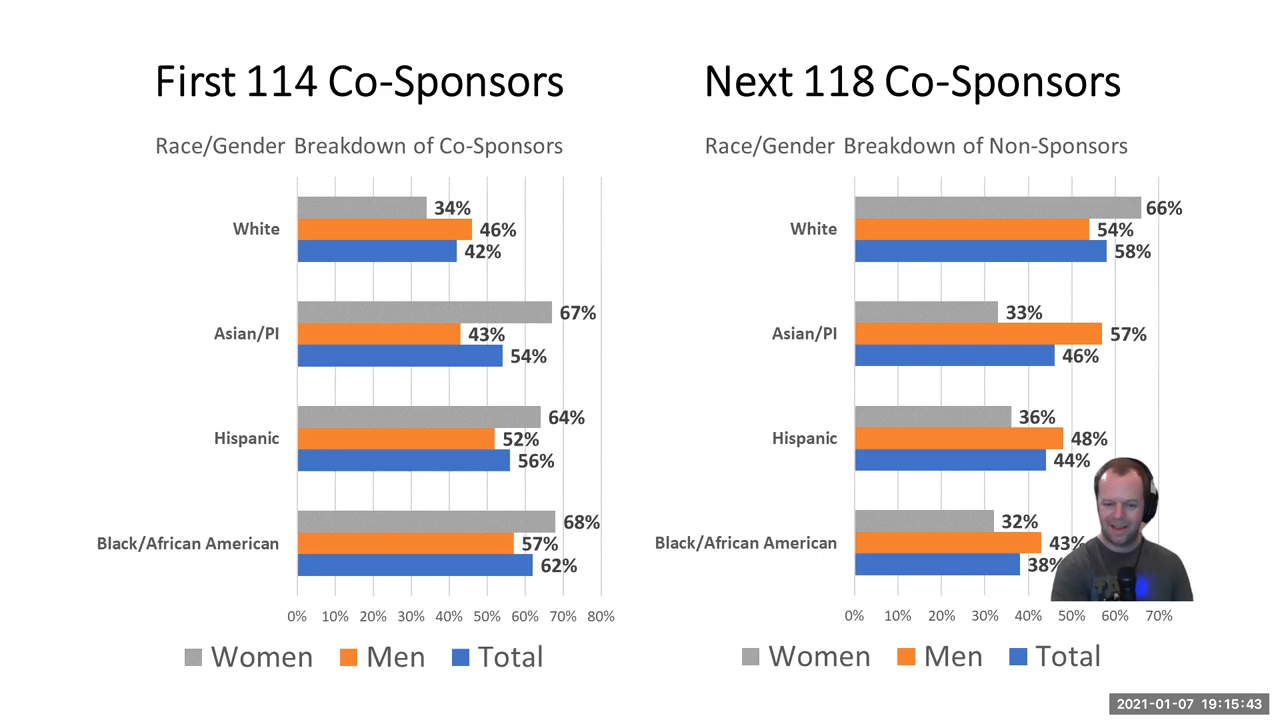 First 114 Co-Sponsors
Race/Gender Breakdown of Co-Sponsors
White
34%
46%
42%
Asian/PI
67%
43%
54%
Hispanic
64%
52%
56%
Black/African American
68%
57%
62%
0% 10% 20% 30% 40% 50% 60% 70% 80%
Women Men Total
Next 118 Co-Sponsors
Race/Gender Breakdown of Non-Sponsors
White
66%
54%
58%
Asian/PI
33%
57%
46%
Hispanic
36%
48%
44%
Black/African American
32%
43%
38%
0% 10% 20% 30% 40% 50% 60% 70%
Women Men Total
2021-01-07 19:15:43